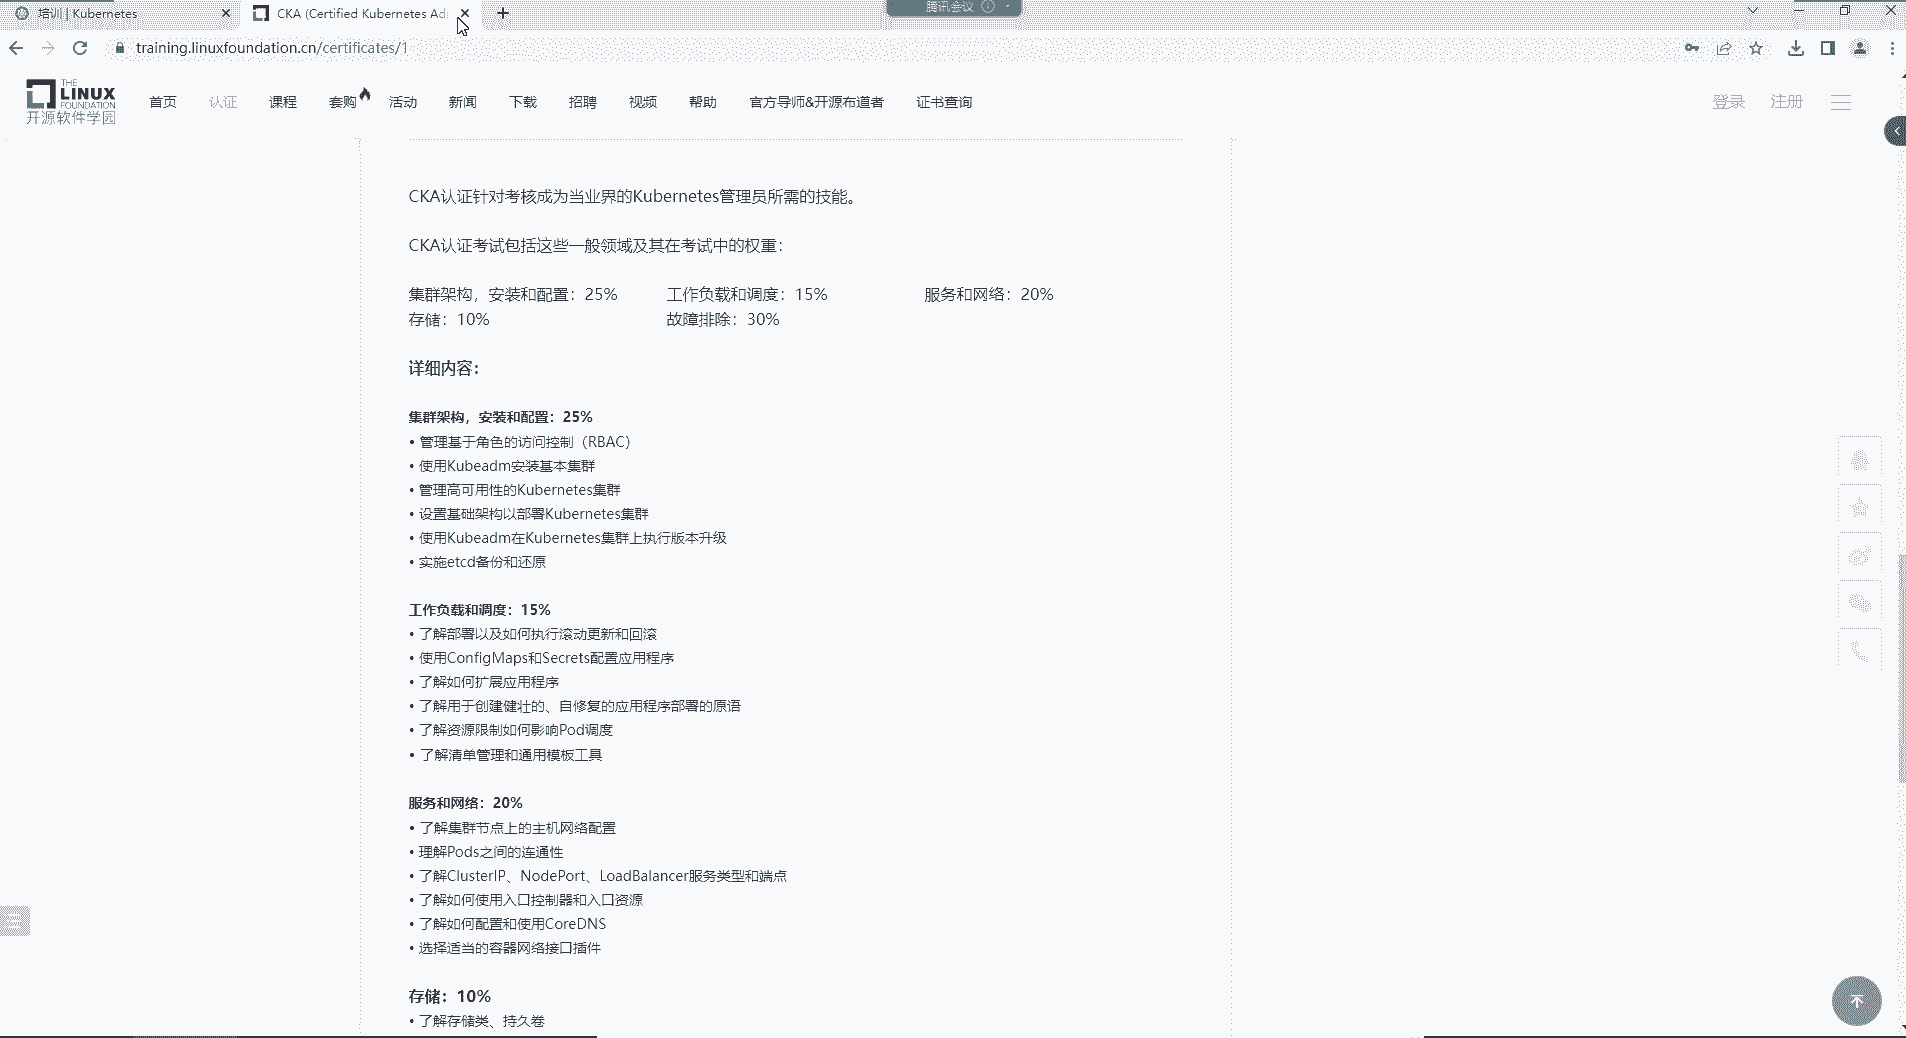 培训 | Kubernetes
CKA (Certified Kubernetes Ad
腾讯会议
training.linuxfoundation.cn/certificates/1
THE
LINUX
FOUNDATION
开源软件学园
首页 认证 课程 套购 活动 新闻 下载 招聘 视频 帮助 官方导师&开源布道者 证书查询 登录 注册
CKA认证针对考核成为当业界的Kubernetes管理员所需的技能。
CKA认证考试包括这些一般领域及其在考试中的权重：
集群架构，安装和配置：25% 工作负载和调度：15% 服务和网络：20%
存储：10% 故障排除：30%
详细内容：
集群架构，安装和配置：25%
• 管理基于角色的访问控制（RBAC）
• 使用Kubeadm安装基本集群
• 管理高可用性的Kubernetes集群
• 设置基础架构以部署Kubernetes集群
• 使用Kubeadm在Kubernetes集群上执行版本升级
• 实施etcd备份和还原
工作负载和调度：15%
• 了解部署以及如何执行滚动更新和回滚
• 使用ConfigMaps和Secrets配置应用程序
• 了解如何扩展应用程序
• 了解用于创建健壮的、自修复的应用程序部署的原语
• 了解资源限制如何影响Pod调度
• 了解清单管理和通用模板工具
服务和网络：20%
• 了解集群节点上的主机网络配置
• 理解Pods之间的连通性
• 了解ClusterIP、NodePort、LoadBalancer服务类型和端点
• 了解如何使用入口控制器和入口资源
• 了解如何配置和使用CoreDNS
• 选择适当的容器网络接口插件
存储：10%
• 了解存储类、持久卷